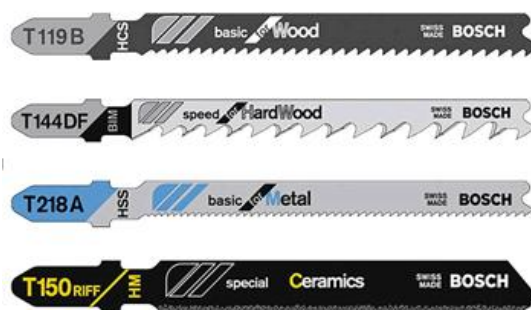 T119B HCS basic for Wood SWISS MADE BOSCH
T144DF BIM speed for HardWood SWISS MADE BOSCH
T218A HSS basic for Metal SWISS MADE BOSCH
T150 RIFF HM special Ceramics SWISS MADE BOSCH